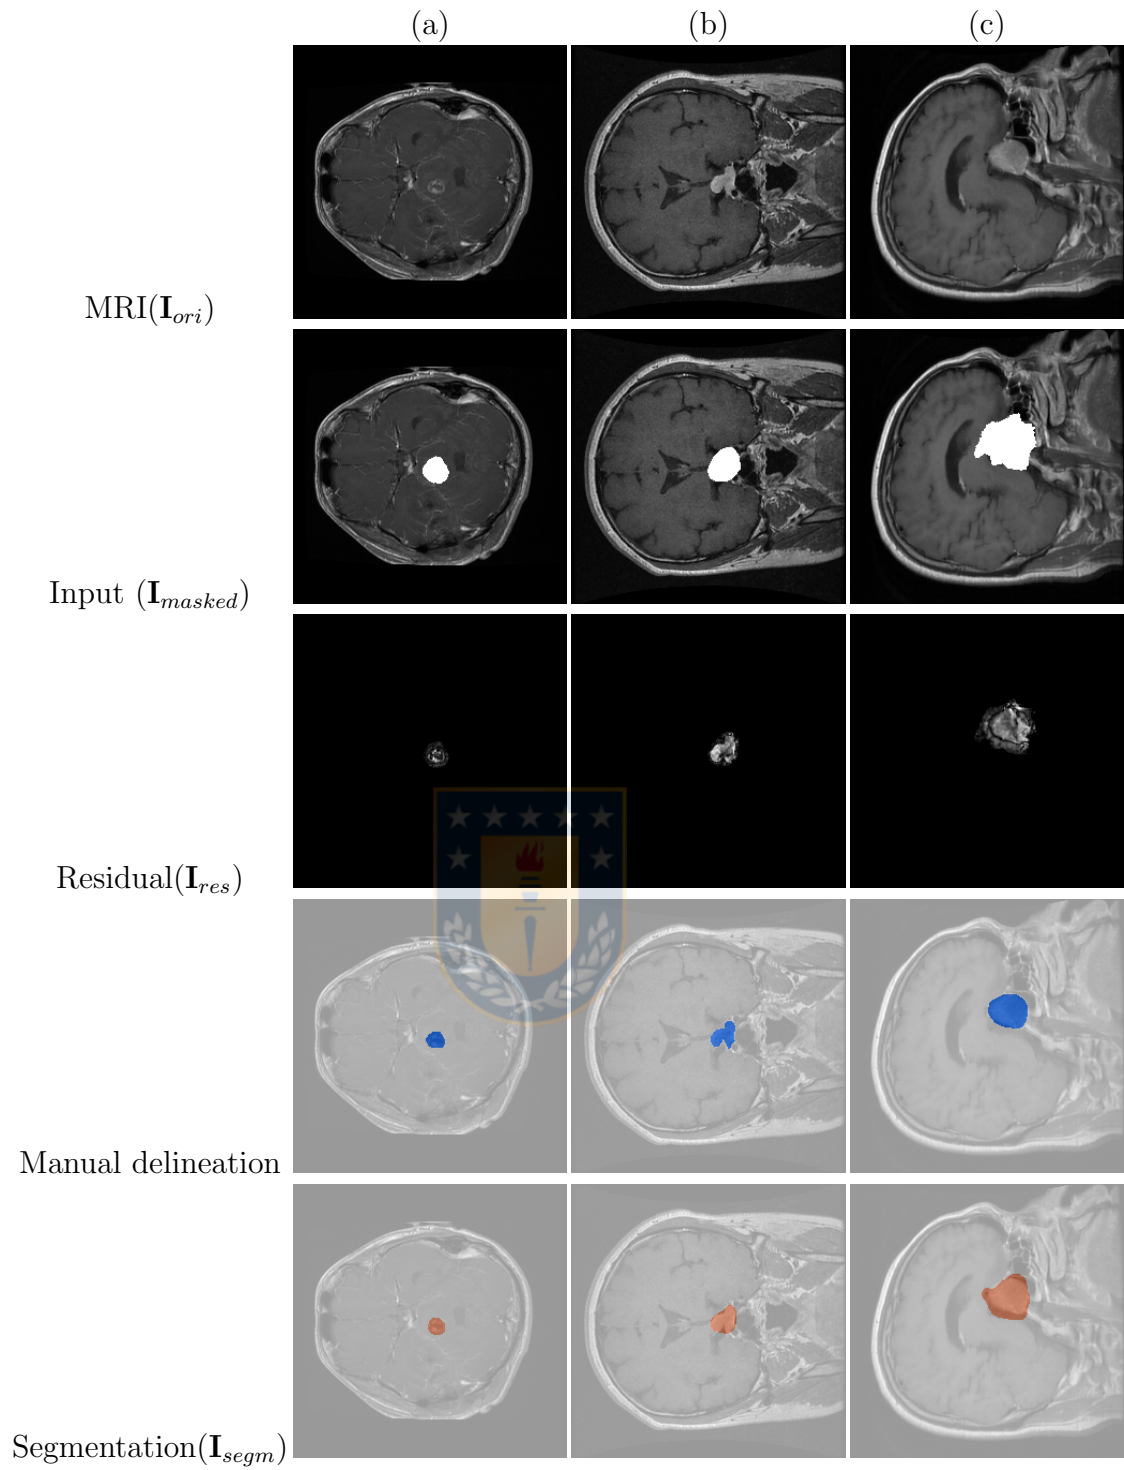 (a) (b) (c)
MRI(I_ori)
Input (I_masked)
Residual(I_res)
Manual delineation
Segmentation(I_segm)